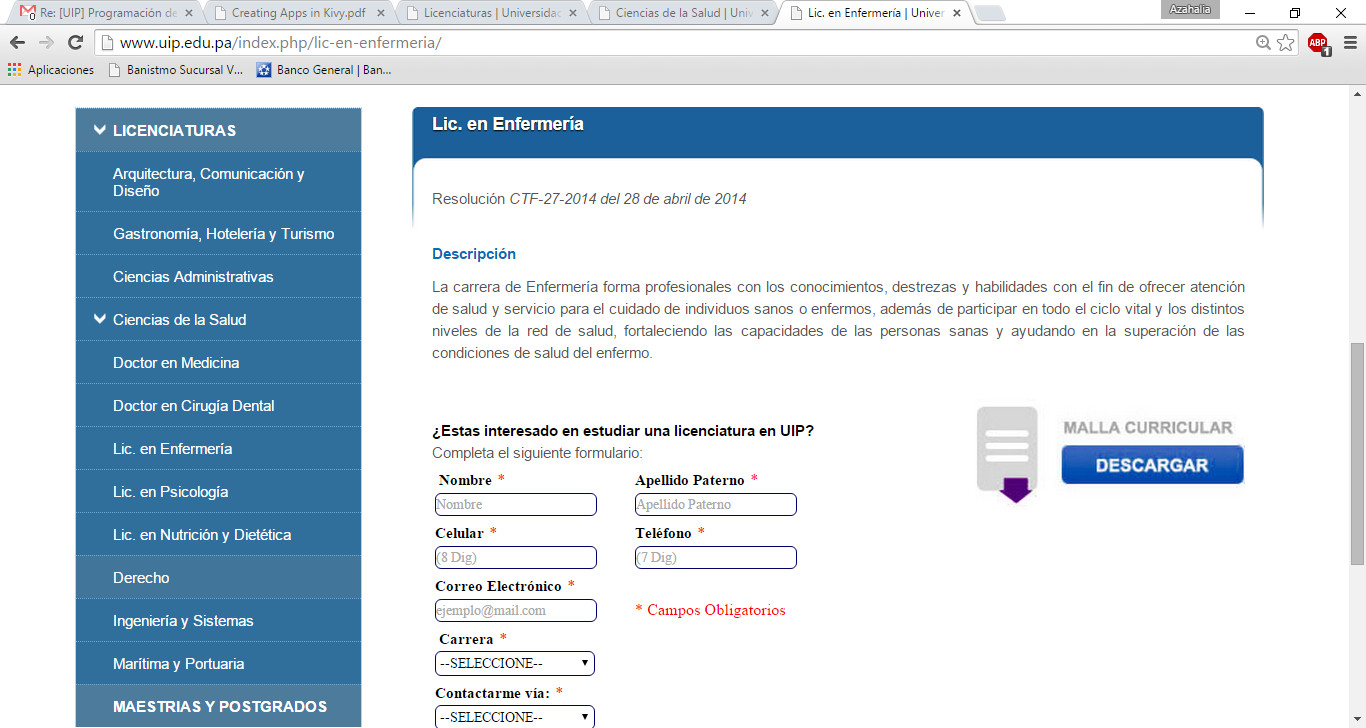 Re: [UIP] Programación de
Creating Apps in Kivy.pdf
Licenciaturas | Universidad
Ciencias de la Salud | Univ
Lic. en Enfermería | Univer
Azahalia
www.uip.edu.pa/index.php/lic-en-enfermeria/
ABP
1
Aplicaciones
Banistmo Sucursal V...
Banco General | Ban...
LICENCIATURAS
Arquitectura, Comunicación y
Diseño
Gastronomía, Hotelería y Turismo
Ciencias Administrativas
Ciencias de la Salud
Doctor en Medicina
Doctor en Cirugía Dental
Lic. en Enfermería
Lic. en Psicología
Lic. en Nutrición y Dietética
Derecho
Ingeniería y Sistemas
Marítima y Portuaria
MAESTRIAS Y POSTGRADOS
Lic. en Enfermería
Resolución CTF-27-2014 del 28 de abril de 2014
Descripción
La carrera de Enfermería forma profesionales con los conocimientos, destrezas y habilidades con el fin de ofrecer atención
de salud y servicio para el cuidado de individuos sanos o enfermos, además de participar en todo el ciclo vital y los distintos
niveles de la red de salud, fortaleciendo las capacidades de las personas sanas y ayudando en la superación de las
condiciones de salud del enfermo.
¿Estas interesado en estudiar una licenciatura en UIP?
Completa el siguiente formulario:
Nombre *
Nombre
Apellido Paterno *
Apellido Paterno
Celular *
(8 Dig)
Teléfono *
(7 Dig)
Correo Electrónico *
ejemplo@mail.com
* Campos Obligatorios
Carrera *
--SELECCIONE--
Contactarme vía: *
--SELECCIONE--
MALLA CURRICULAR
DESCARGAR